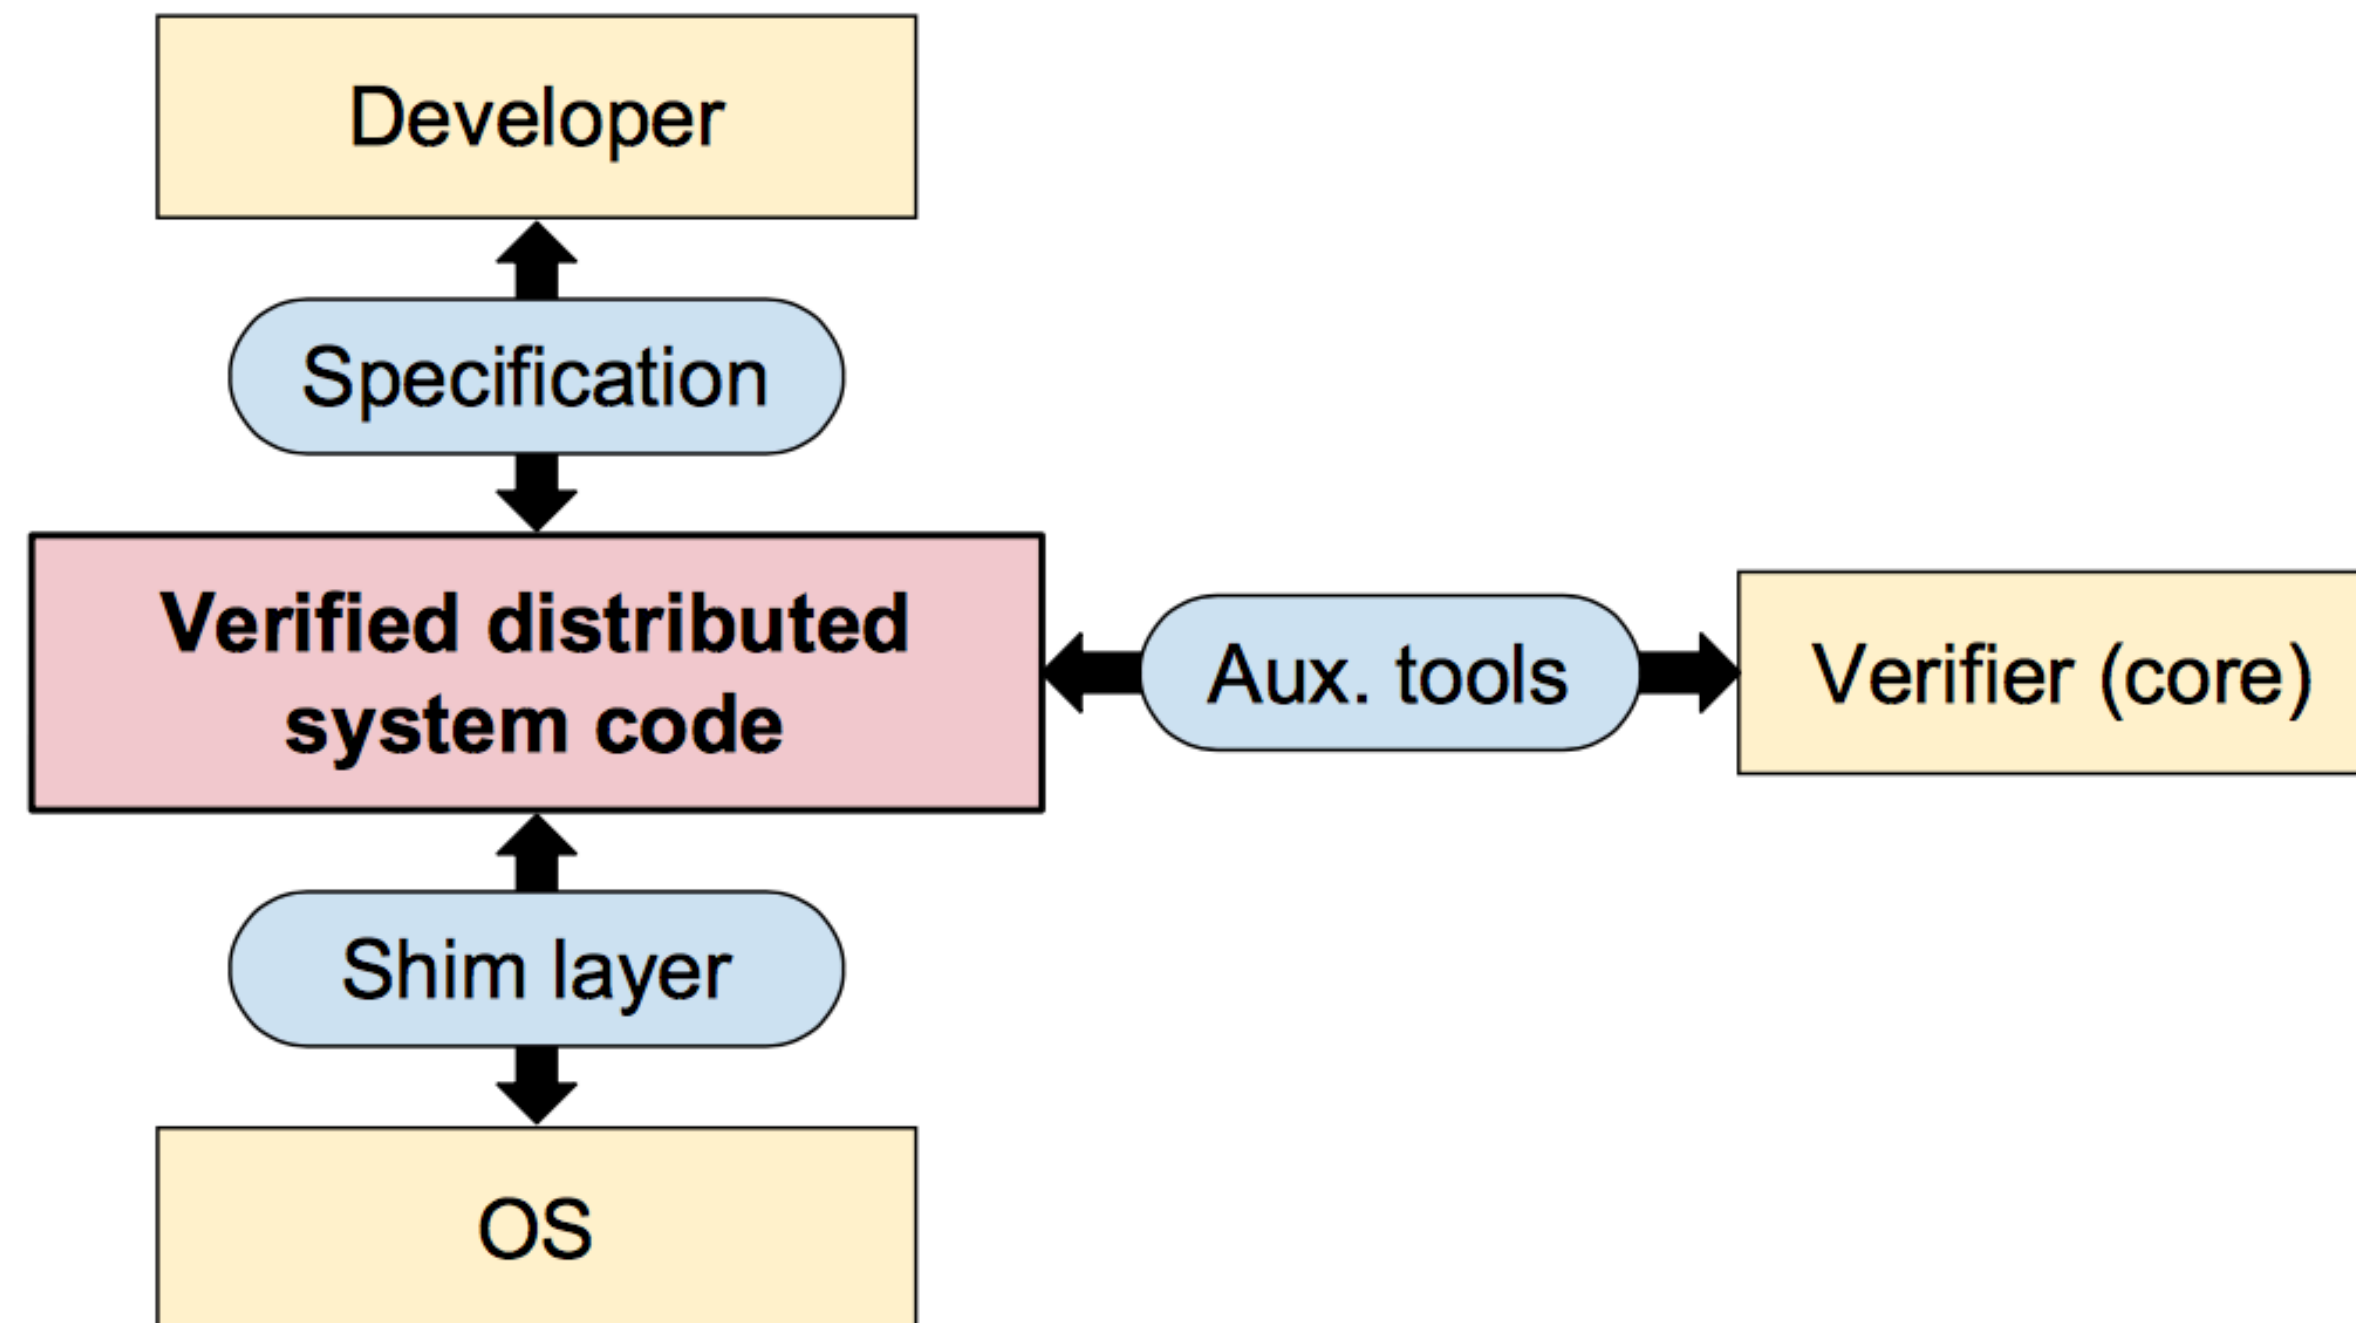 Developer
Specification
Verified distributed
system code
Aux. tools
Verifier (core)
Shim layer
OS